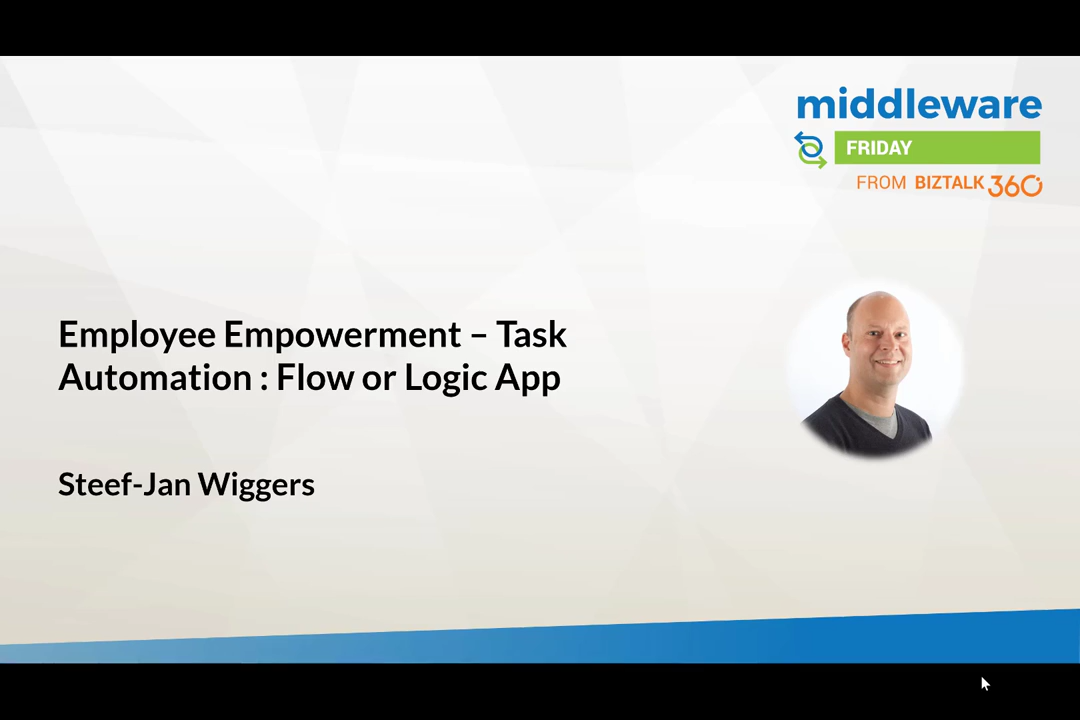 middleware
FRIDAY
FROM BIZTALK 360
Employee Empowerment – Task
Automation : Flow or Logic App
Steef-Jan Wiggers